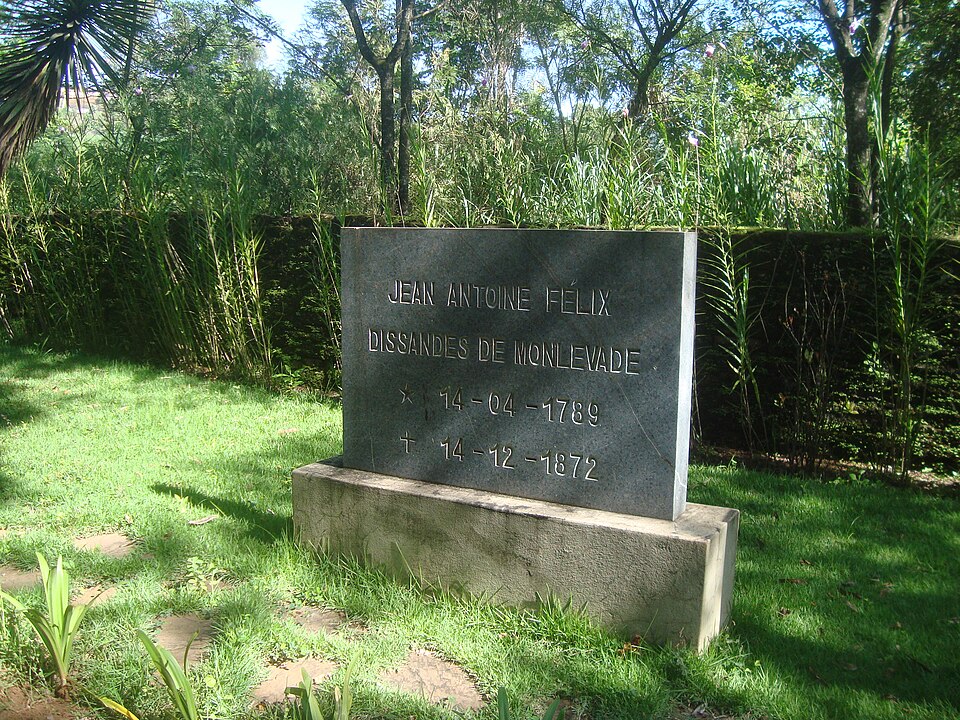 JEAN ANTOINE FÉLIX
DISSANDES DE MONLEVADE
☆ 14-04-1789
✝ 14-12-1872